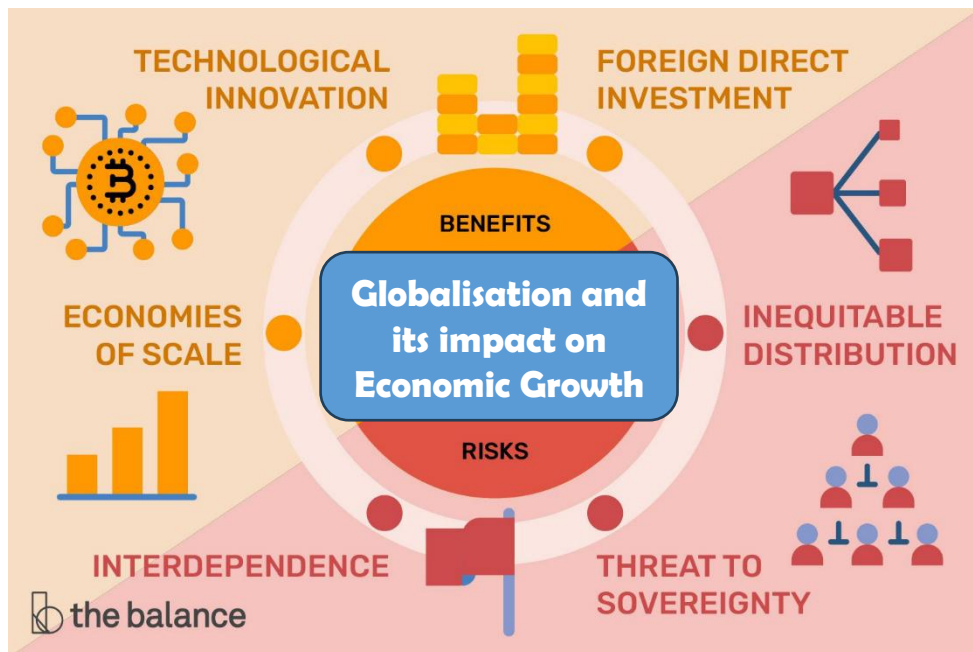 TECHNOLOGICAL
INNOVATION
FOREIGN DIRECT
INVESTMENT
BENEFITS
Globalisation and
its impact on
Economic Growth
ECONOMIES
OF SCALE
INEQUITABLE
DISTRIBUTION
RISKS
INTERDEPENDENCE
THREAT TO
SOVEREIGNTY
the balance